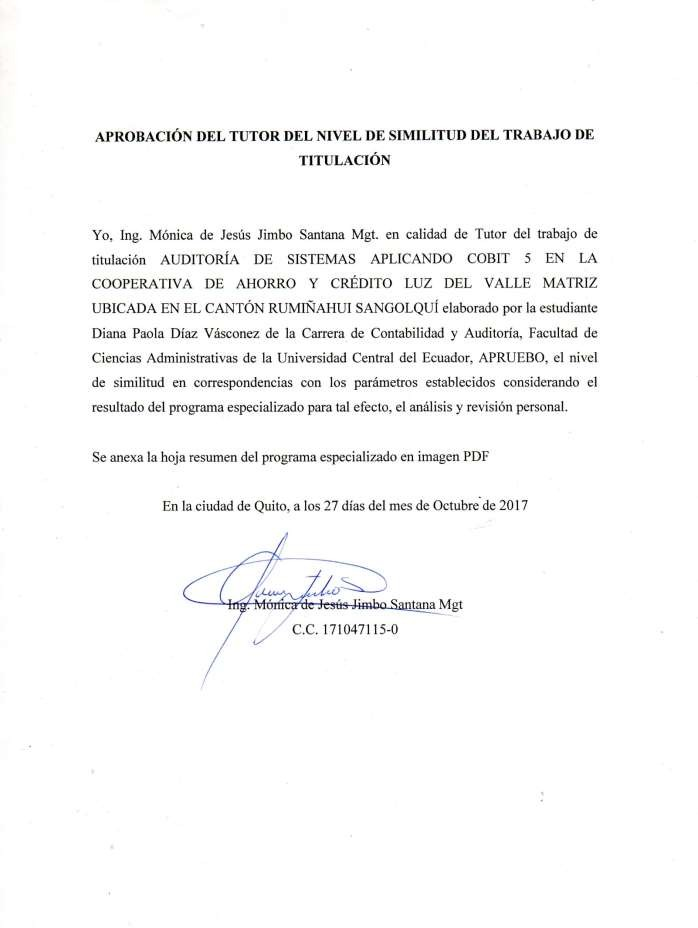 APROBACIÓN DEL TUTOR DEL NIVEL DE SIMILITUD DEL TRABAJO DE
TITULACIÓN
Yo, Ing. Mónica de Jesús Jimbo Santana Mgt. en calidad de Tutor del trabajo de
titulación AUDITORÍA DE SISTEMAS APLICANDO COBIT 5 EN LA
COOPERATIVA DE AHORRO Y CRÉDITO LUZ DEL VALLE MATRIZ
UBICADA EN EL CANTÓN RUMIÑAHUI SANGOLQUÍ elaborado por la estudiante
Diana Paola Díaz Vásconez de la Carrera de Contabilidad y Auditoría, Facultad de
Ciencias Administrativas de la Universidad Central del Ecuador, APRUEBO, el nivel
de similitud en correspondencias con los parámetros establecidos considerando el
resultado del programa especializado para tal efecto, el análisis y revisión personal.
Se anexa la hoja resumen del programa especializado en imagen PDF
En la ciudad de Quito, a los 27 días del mes de Octubre de 2017
Ing. Mónica de Jesús Jimbo Santana Mgt
C.C. 171047115-0